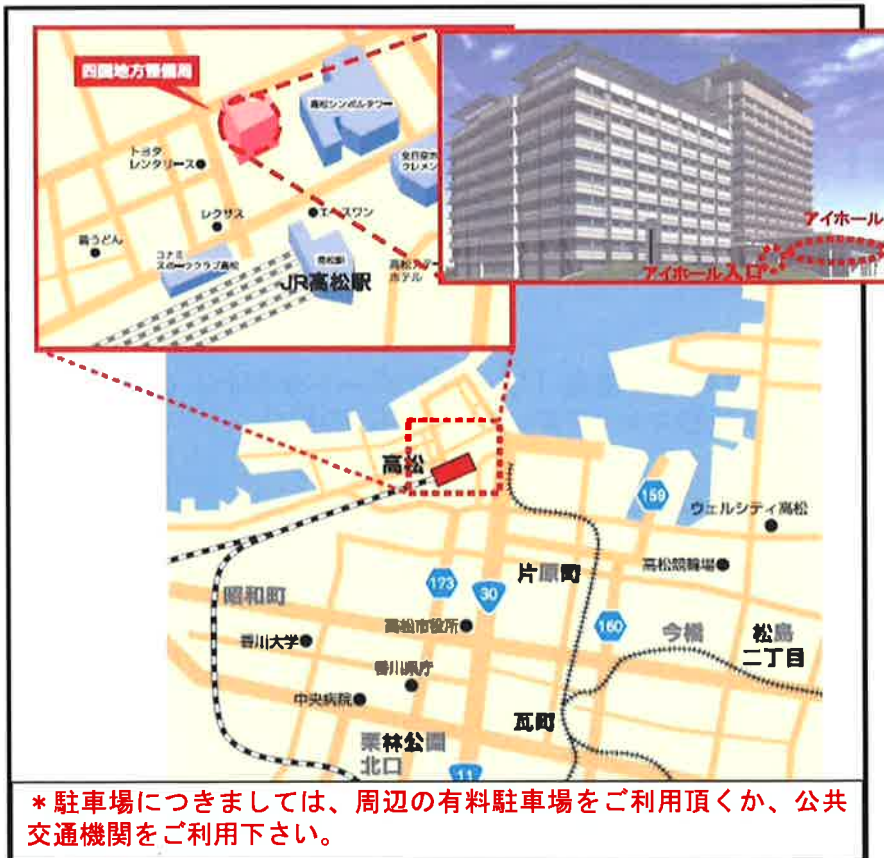 四国地方整備局
高松シンボルタワー
トヨタ
レンタリース
全日空ホ
クレメン
レクサス
エースワン
コナミ
スポーツクラブ高松
高松駅
JR高松駅
高松
ホテル
アイホール
アイホール入口
高松
159
ウェルシティ高松
片原町
高松競輪場
173
30
昭和町
高松市役所
160
今橋
松島
二丁目
香川大学
香川県庁
中央病院
瓦町
栗林公園
北口
11
*駐車場につきましては、周辺の有料駐車場をご利用頂くか、公共
交通機関をご利用下さい。